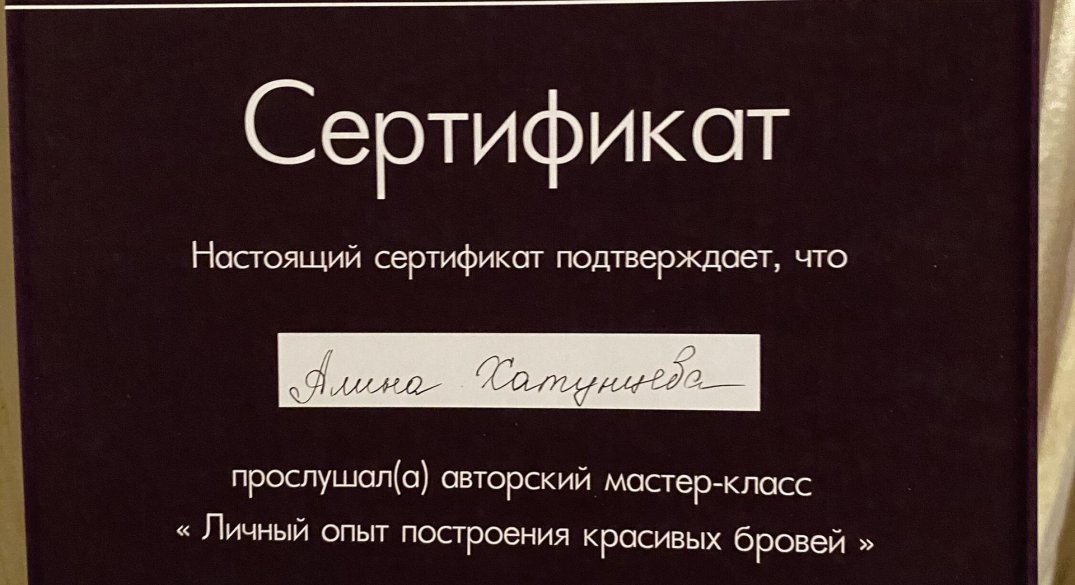 Сертификат
Настоящий сертификат подтверждает, что
Алина Хатунцева
прослушал(а) авторский мастер-класс
« Личный опыт построения красивых бровей »